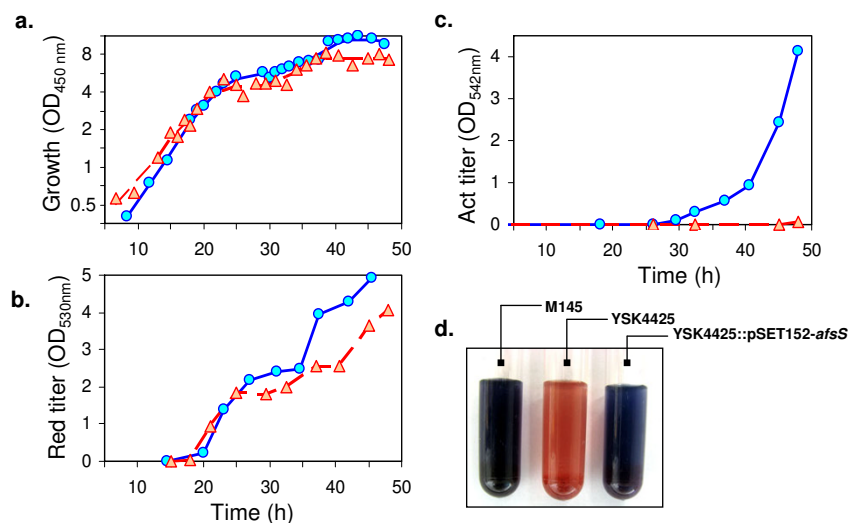 a.
Growth (OD450 nm)
8
4
2
1
0.5
10 20 30 40 50
b.
Red titer (OD530nm)
5
4
3
2
1
0
0 10 20 30 40 50
Time (h)
c.
Act titer (OD542nm)
4
3
2
1
0
10 20 30 40 50
Time (h)
d.
M145
YSK4425
YSK4425::pSET152-afsS